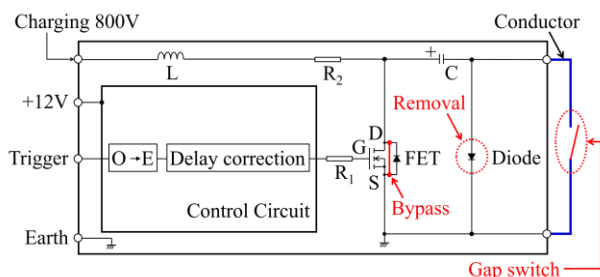 Charging 800V
Conductor
L
R2
+
C
+12V
Removal
Trigger
O→E
Delay correction
R1
G
D
S
FET
Diode
Bypass
Control Circuit
Earth
Gap switch